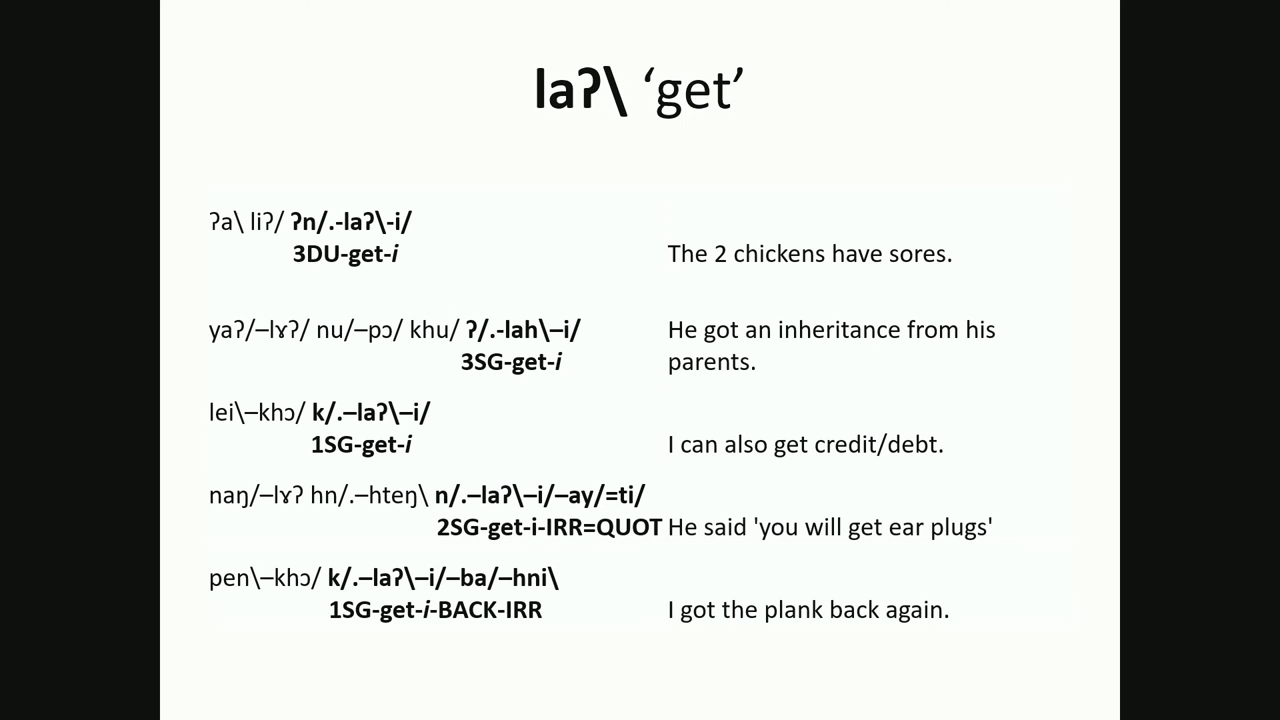 laʔ\ ‘get’
ʔa\ liʔ/ ʔn/.-laʔ\-i/
3DU-get-i
The 2 chickens have sores.
yaʔ/–lɤʔ/ nu/–pɔ/ khu/ ʔ/.-lah\–i/
He got an inheritance from his
3SG-get-i
parents.
lei\–khɔ/ k/.–laʔ\–i/
1SG-get-i
I can also get credit/debt.
naŋ/–lɤʔ hn/.–hteŋ\ n/.–laʔ\–i/–ay/=ti/
2SG-get-i-IRR=QUOT
He said 'you will get ear plugs'
pen\–khɔ/ k/.–laʔ\–i/–ba/–hni\
1SG-get-i-BACK-IRR
I got the plank back again.